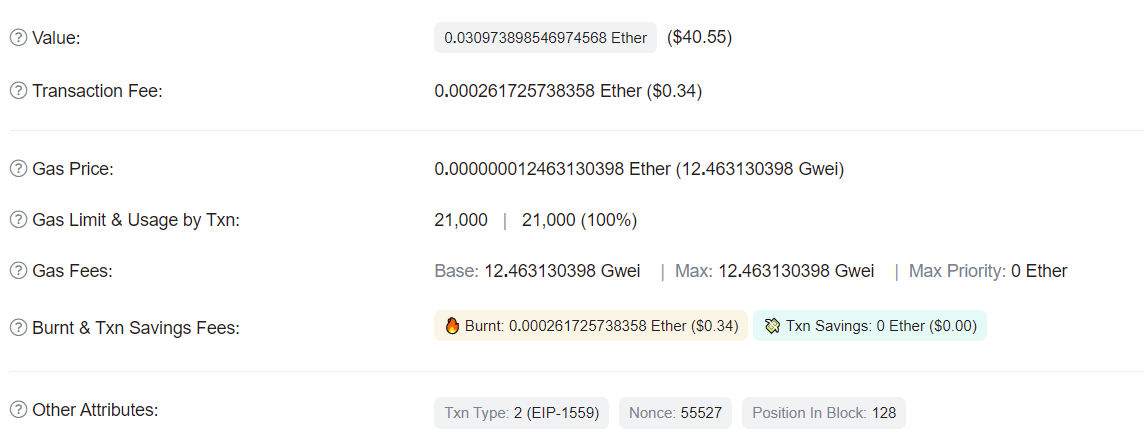 Value: 0.030973898546974568 Ether ($40.55)
Transaction Fee: 0.000261725738358 Ether ($0.34)
Gas Price: 0.000000012463130398 Ether (12.463130398 Gwei)
Gas Limit & Usage by Txn: 21,000 | 21,000 (100%)
Gas Fees: Base: 12.463130398 Gwei | Max: 12.463130398 Gwei | Max Priority: 0 Ether
Burnt & Txn Savings Fees: 🔥 Burnt: 0.000261725738358 Ether ($0.34) 💸 Txn Savings: 0 Ether ($0.00)
Other Attributes: Txn Type: 2 (EIP-1559) Nonce: 55527 Position In Block: 128